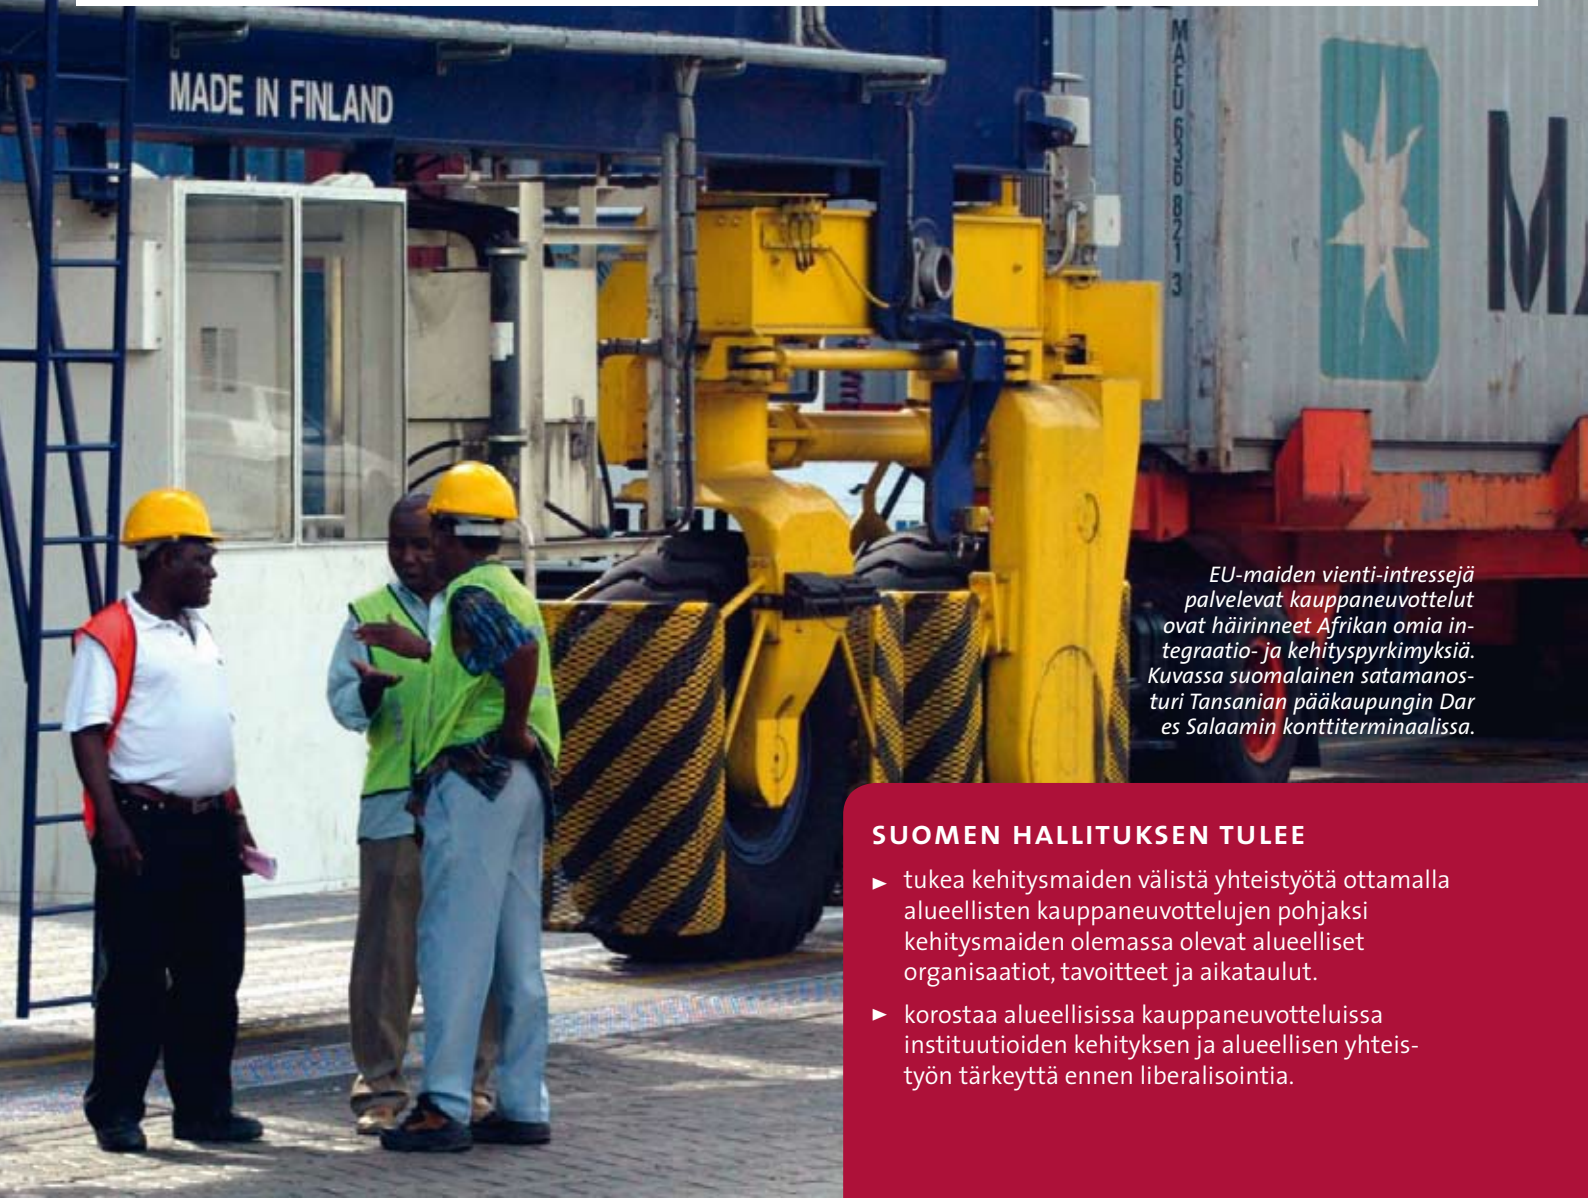 MADE IN FINLAND
MAEU 636 821 3
EU-maiden vienti-intressejä
palvelevat kauppaneuvottelut
ovat häirinneet Afrikan omia in-
tegraatio- ja kehityspyrkimyksiä.
Kuvassa suomalainen satamanos-
turi Tansanian pääkaupungin Dar
es Salaamin konttiterminaalissa.
SUOMEN HALLITUKSEN TULEE
► tukea kehitysmaiden välistä yhteistyötä ottamalla
alueellisten kauppaneuvottelujen pohjaksi
kehitysmaiden olemassa olevat alueelliset
organisaatiot, tavoitteet ja aikataulut.
► korostaa alueellisissa kauppaneuvotteluissa
instituutioiden kehityksen ja alueellisen yhteis-
työn tärkeyttä ennen liberalisointia.